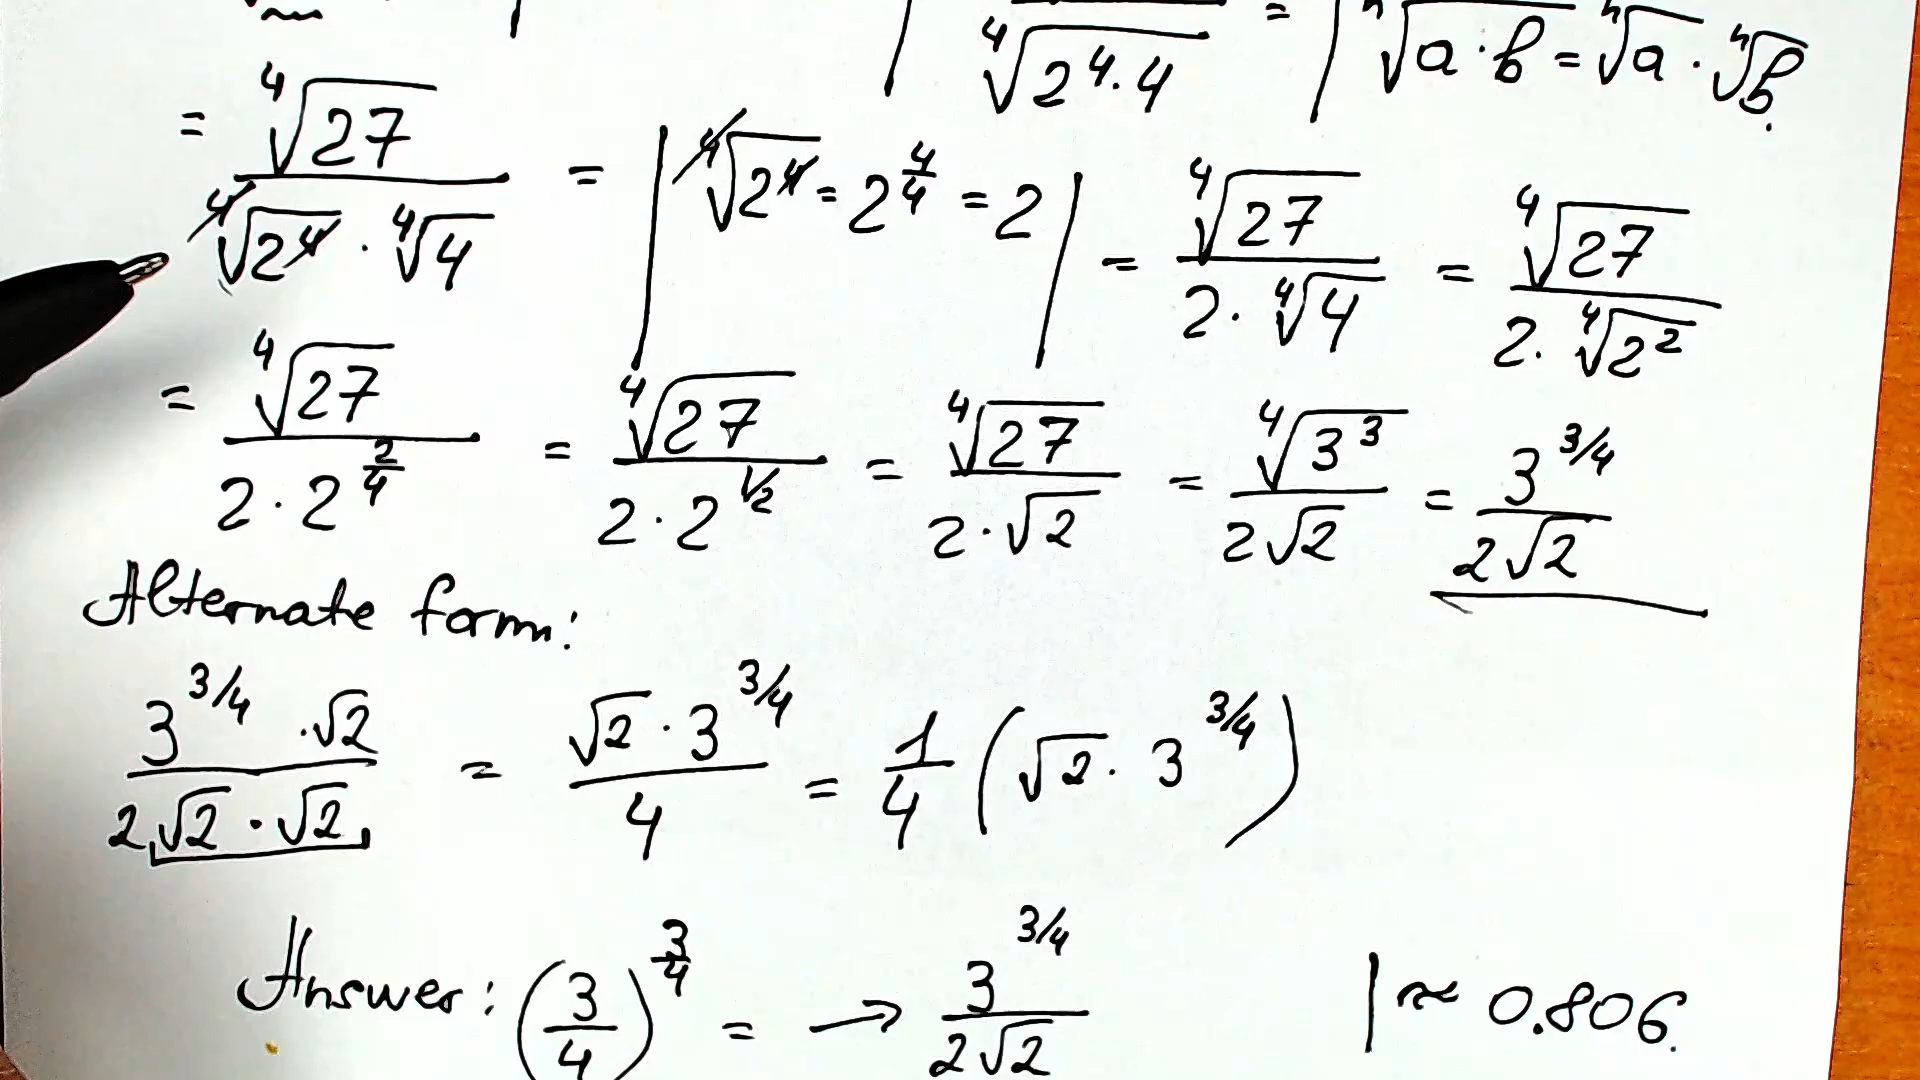 ⁴√(2⁴·4) = | ⁿ√(a·b) = ⁿ√a · ⁿ√b.
= ⁴√27 / (⁴√2⁴ · ⁴√4) = | ⁴√2⁴ = 2^(4/4) = 2 | = ⁴√27 / (2·⁴√4) = ⁴√27 / (2·⁴√2²)
= ⁴√27 / (2·2^(2/4)) = ⁴√27 / (2·2^(1/2)) = ⁴√27 / (2·√2) = ⁴√3³ / (2√2) = 3^(3/4) / (2√2)
Alternate form:
(3^(3/4) ·√2) / (2√2 · √2) = (√2 · 3^(3/4)) / 4 = 1/4 (√2 · 3^(3/4))
Answer: (3/4)^(3/4) = → 3^(3/4) / (2√2) | ≈ 0.806.